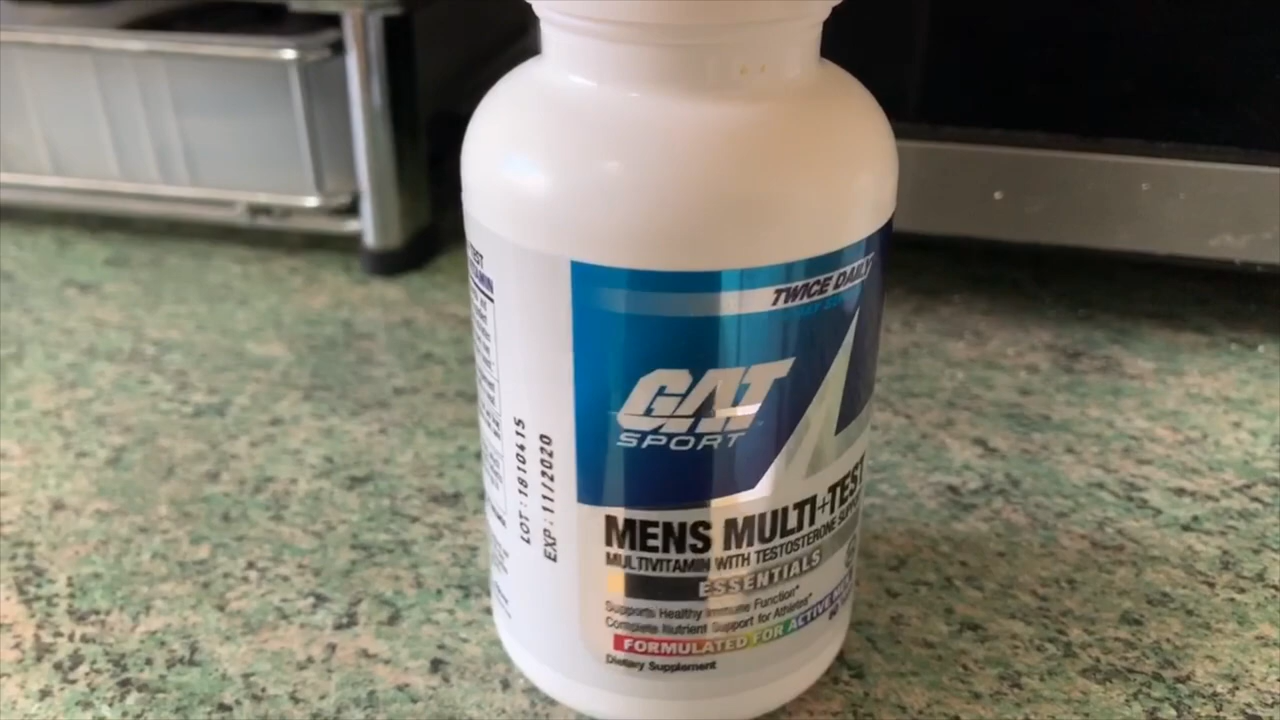 TWICE DAILY
GAT
SPORT
MENS MULTI+TEST
MULTIVITAMIN WITH TESTOSTERONE SUPPORT
ESSENTIALS
Supports Healthy Immune Function*
Complete Nutrient Support for Athletes*
FORMULATED FOR ACTIVE MEN
Dietary Supplement
LOT: 1810415
EXP: 11/2020